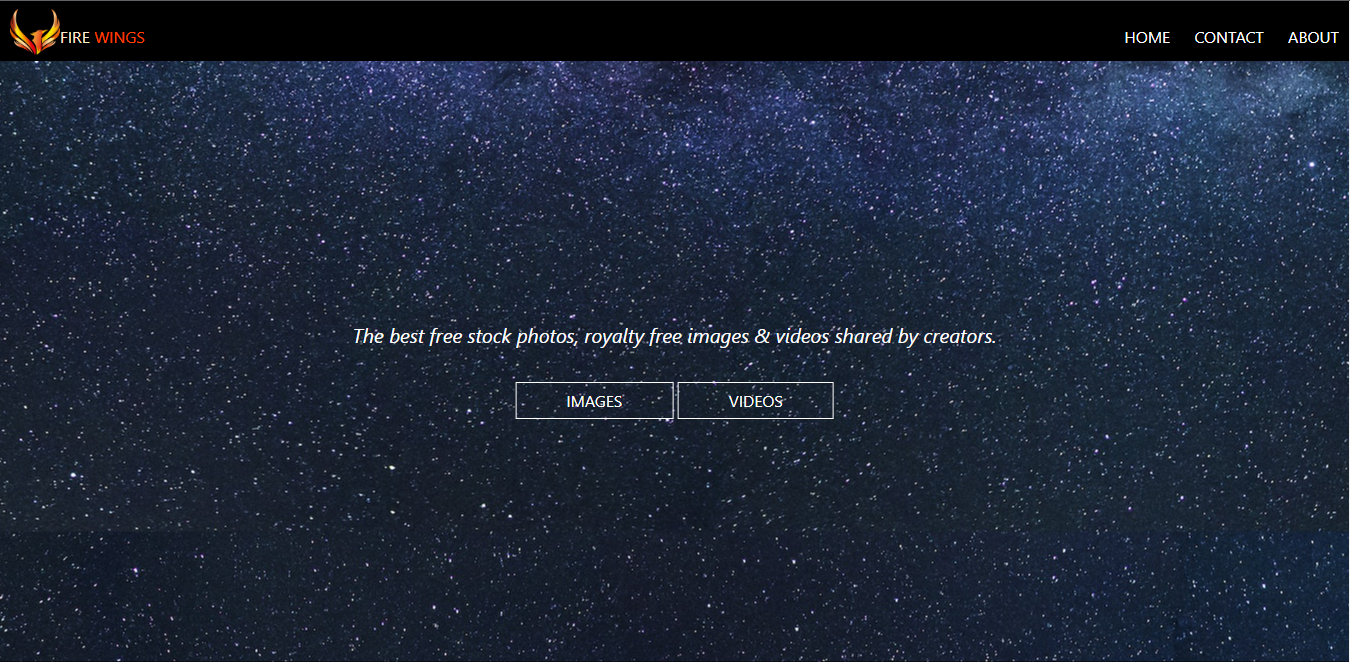 FIRE WINGS
HOME CONTACT ABOUT
The best free stock photos, royalty free images & videos shared by creators.
IMAGES VIDEOS